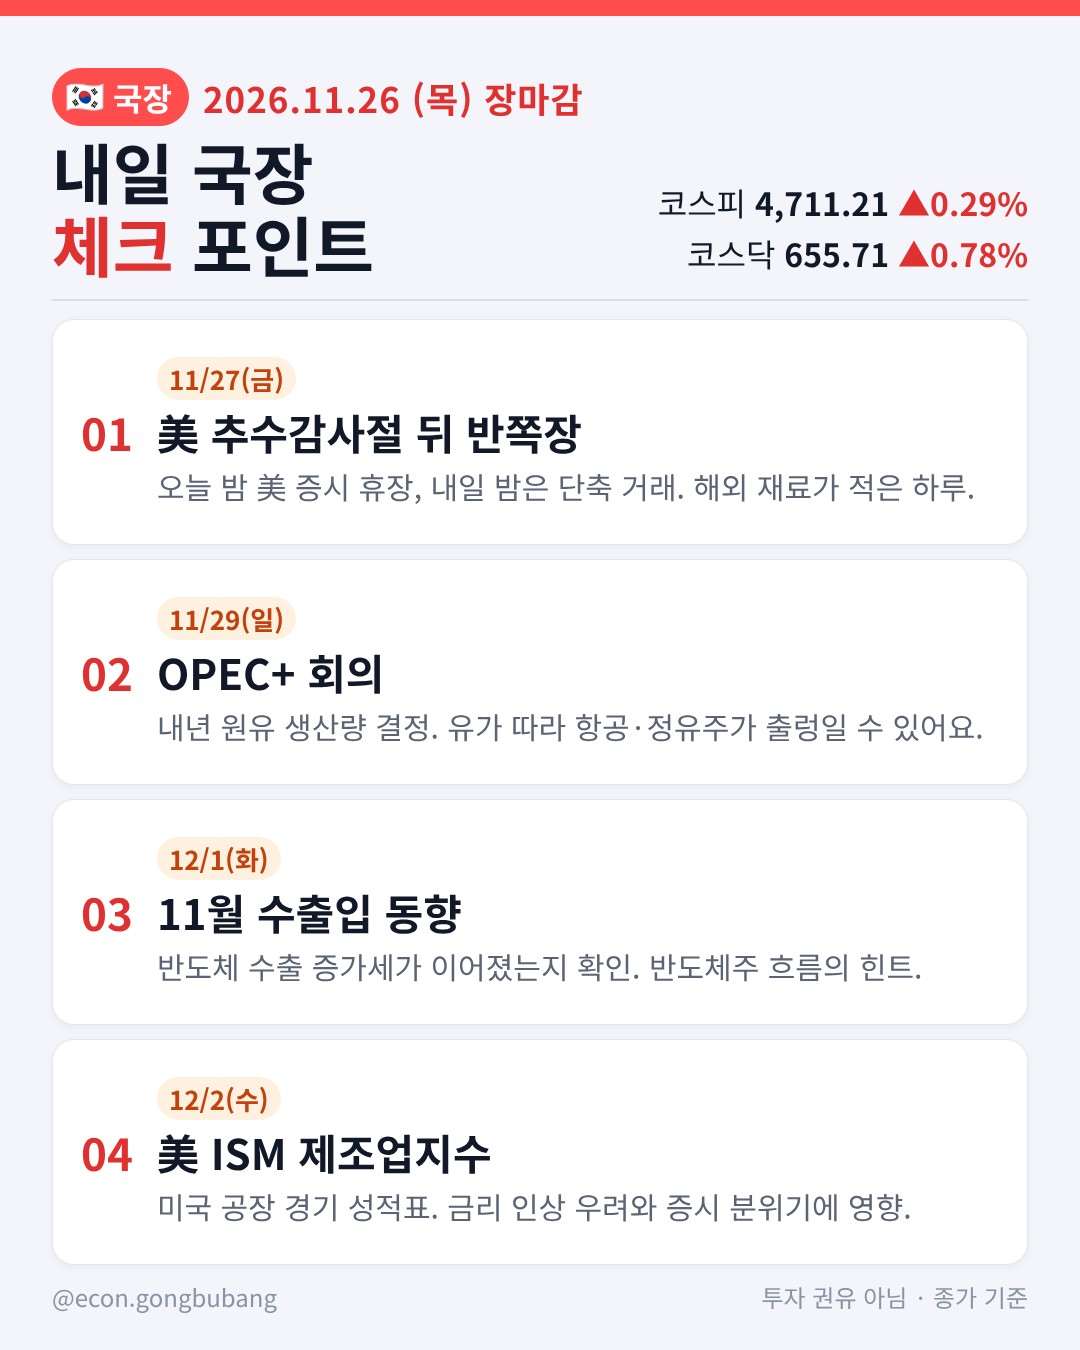 🇰🇷 국장 2026.11.26 (목) 장마감
내일 국장
체크 포인트
코스피 4,711.21 ▲0.29%
코스닥 655.71 ▲0.78%
11/27(금)
01 美 추수감사절 뒤 반쪽장
오늘 밤 美 증시 휴장, 내일 밤은 단축 거래. 해외 재료가 적은 하루.
11/29(일)
02 OPEC+ 회의
내년 원유 생산량 결정. 유가 따라 항공·정유주가 출렁일 수 있어요.
12/1(화)
03 11월 수출입 동향
반도체 수출 증가세가 이어졌는지 확인. 반도체주 흐름의 힌트.
12/2(수)
04 美 ISM 제조업지수
미국 공장 경기 성적표. 금리 인상 우려와 증시 분위기에 영향.
@econ.gongbubang
투자 권유 아님 · 종가 기준